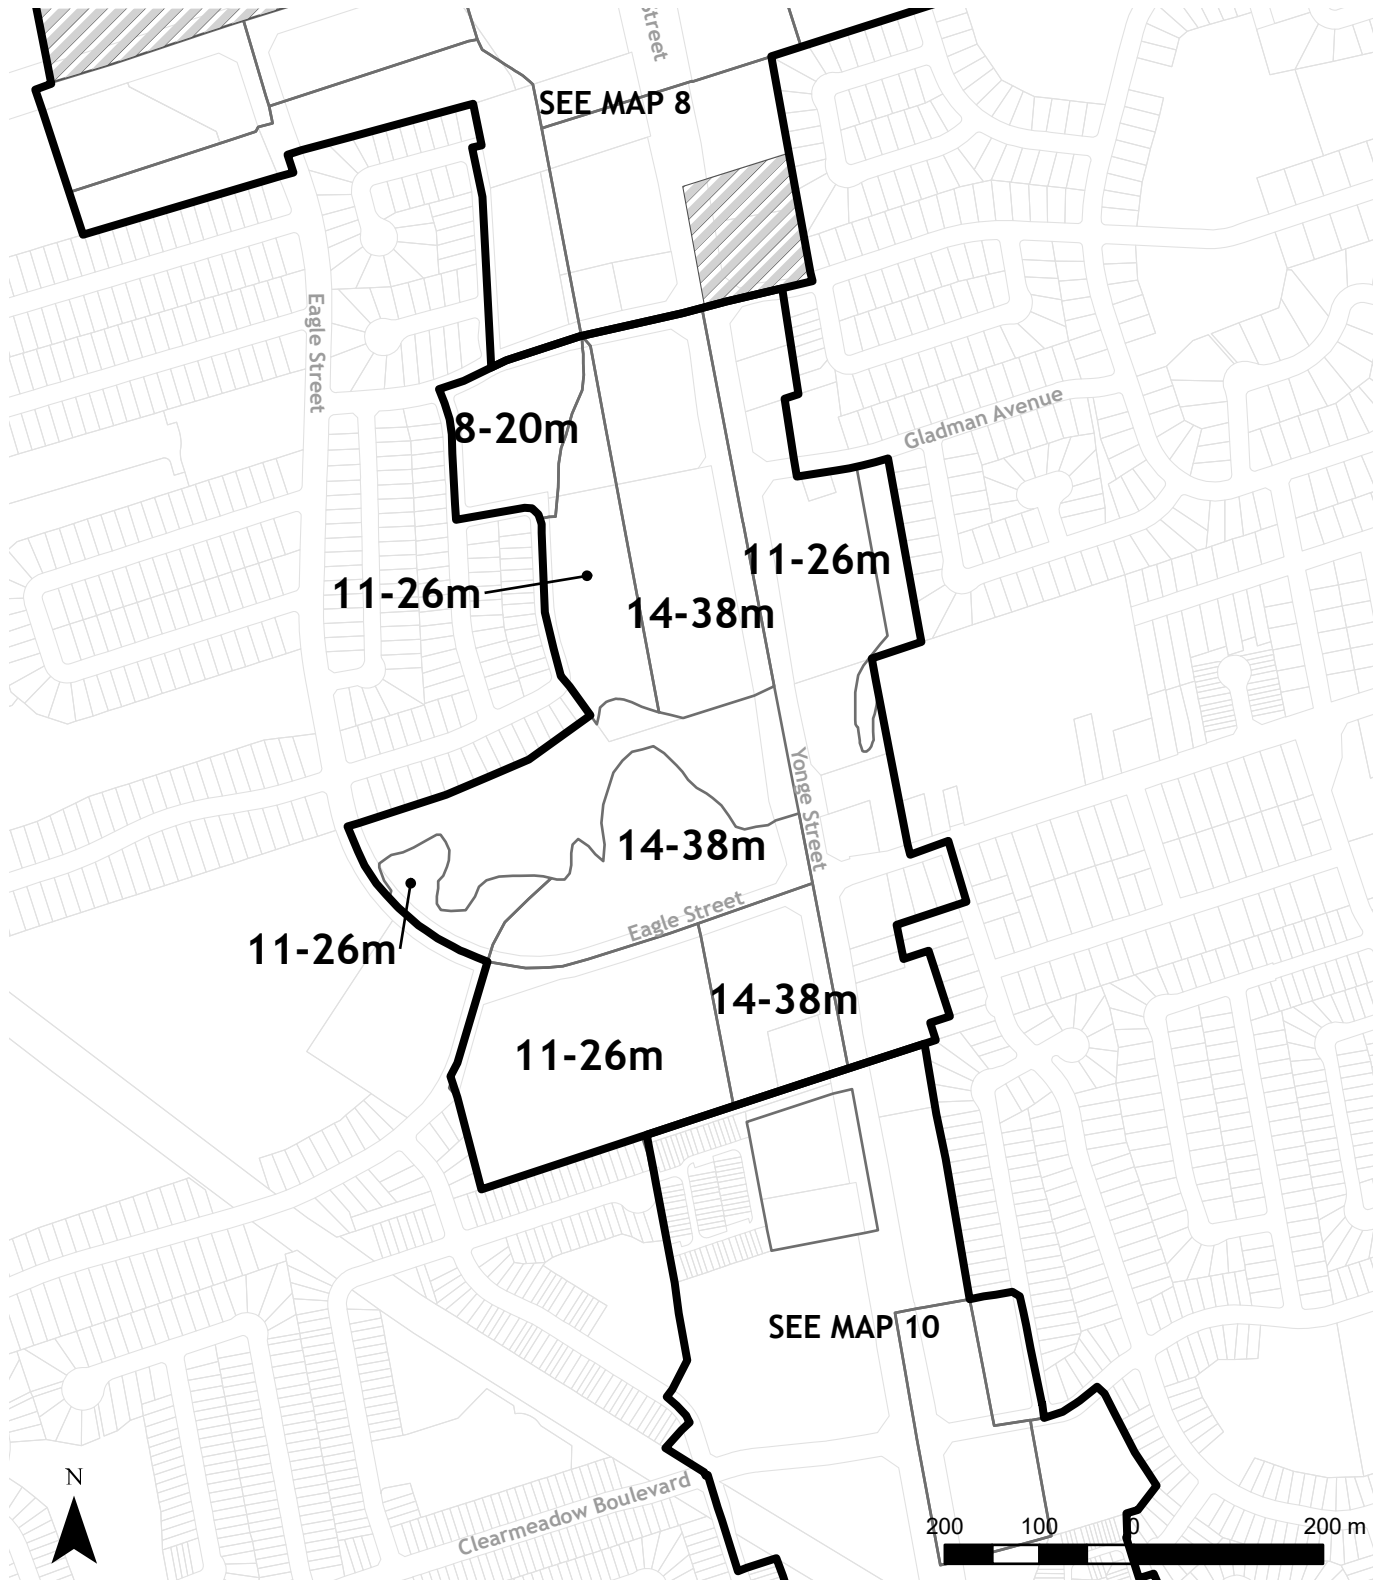 Street
SEE MAP 8
Eagle Street
Gladman Avenue
8-20m
11-26m
11-26m
14-38m
Yonge Street
14-38m
Eagle Street
11-26m
14-38m
11-26m
SEE MAP 10
N
Clearmeadow Boulevard
200 100 0 200 m